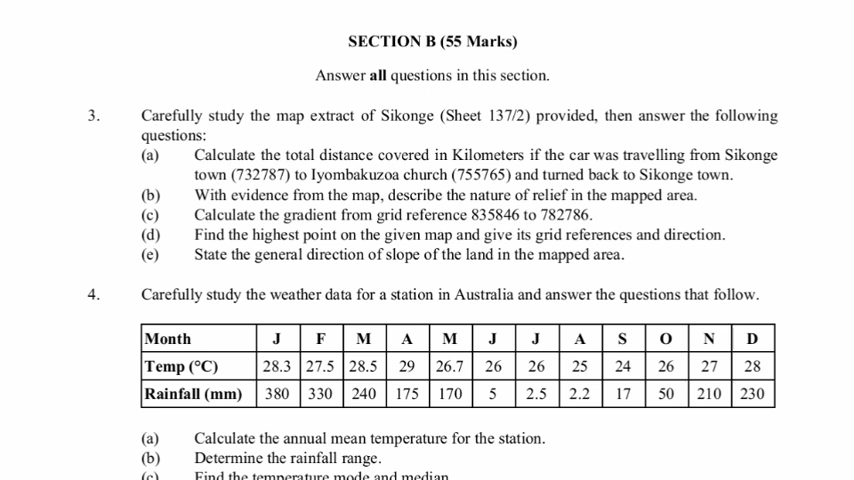 SECTION B (55 Marks)
Answer all questions in this section.
3. Carefully study the map extract of Sikonge (Sheet 137/2) provided, then answer the following
questions:
(a) Calculate the total distance covered in Kilometers if the car was travelling from Sikonge
town (732787) to Iyombakuzoa church (755765) and turned back to Sikonge town.
(b) With evidence from the map, describe the nature of relief in the mapped area.
(c) Calculate the gradient from grid reference 835846 to 782786.
(d) Find the highest point on the given map and give its grid references and direction.
(e) State the general direction of slope of the land in the mapped area.
4. Carefully study the weather data for a station in Australia and answer the questions that follow.
Month J F M A M J J A S O N D
Temp (°C) 28.3 27.5 28.5 29 26.7 26 26 25 24 26 27 28
Rainfall (mm) 380 330 240 175 170 5 2.5 2.2 17 50 210 230
(a) Calculate the annual mean temperature for the station.
(b) Determine the rainfall range.
(c) Find the temperature mode and median.